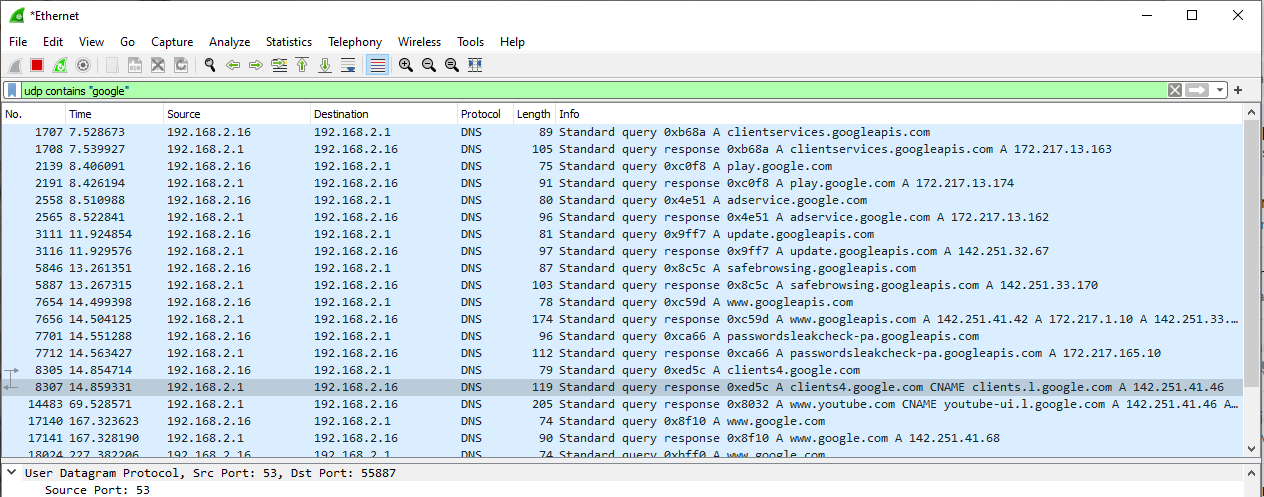 *Ethernet
File Edit View Go Capture Analyze Statistics Telephony Wireless Tools Help
udp contains "google"
No. Time Source Destination Protocol Length Info
1707 7.528673 192.168.2.16 192.168.2.1 DNS 89 Standard query 0xb68a A clientservices.googleapis.com
1708 7.539927 192.168.2.1 192.168.2.16 DNS 105 Standard query response 0xb68a A clientservices.googleapis.com A 172.217.13.163
2139 8.406091 192.168.2.16 192.168.2.1 DNS 75 Standard query 0xc0f8 A play.google.com
2191 8.426194 192.168.2.1 192.168.2.16 DNS 91 Standard query response 0xc0f8 A play.google.com A 172.217.13.174
2558 8.510988 192.168.2.16 192.168.2.1 DNS 80 Standard query 0x4e51 A adservice.google.com
2565 8.522841 192.168.2.1 192.168.2.16 DNS 96 Standard query response 0x4e51 A adservice.google.com A 172.217.13.162
3111 11.924854 192.168.2.16 192.168.2.1 DNS 81 Standard query 0x9ff7 A update.googleapis.com
3116 11.929576 192.168.2.1 192.168.2.16 DNS 97 Standard query response 0x9ff7 A update.googleapis.com A 142.251.32.67
5846 13.261351 192.168.2.16 192.168.2.1 DNS 87 Standard query 0x8c5c A safebrowsing.googleapis.com
5887 13.267315 192.168.2.1 192.168.2.16 DNS 103 Standard query response 0x8c5c A safebrowsing.googleapis.com A 142.251.33.170
7654 14.499398 192.168.2.16 192.168.2.1 DNS 78 Standard query 0xc59d A www.googleapis.com
7656 14.504125 192.168.2.1 192.168.2.16 DNS 174 Standard query response 0xc59d A www.googleapis.com A 142.251.41.42 A 172.217.1.10 A 142.251.33.…
7701 14.551288 192.168.2.16 192.168.2.1 DNS 96 Standard query 0xca66 A passwordsleakcheck-pa.googleapis.com
7712 14.563427 192.168.2.1 192.168.2.16 DNS 112 Standard query response 0xca66 A passwordsleakcheck-pa.googleapis.com A 172.217.165.10
8305 14.854714 192.168.2.16 192.168.2.1 DNS 79 Standard query 0xed5c A clients4.google.com
8307 14.859331 192.168.2.1 192.168.2.16 DNS 119 Standard query response 0xed5c A clients4.google.com CNAME clients.l.google.com A 142.251.41.46
14483 69.528571 192.168.2.1 192.168.2.16 DNS 205 Standard query response 0x8032 A www.youtube.com CNAME youtube-ui.l.google.com A 142.251.41.46 A…
17140 167.323623 192.168.2.16 192.168.2.1 DNS 74 Standard query 0x8f10 A www.google.com
17141 167.328190 192.168.2.1 192.168.2.16 DNS 90 Standard query response 0x8f10 A www.google.com A 142.251.41.68
18024 227.382206 192.168.2.16 192.168.2.1 DNS 74 Standard query 0xbff0 A www.google.com
User Datagram Protocol, Src Port: 53, Dst Port: 55887
Source Port: 53